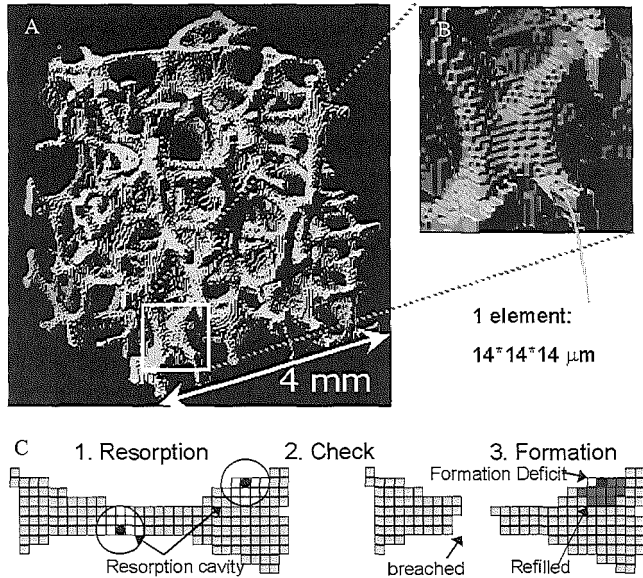 A
B
4 mm
1 element:
14*14*14 μm
C
1. Resorption
2. Check
3. Formation
Formation Deficit
Resorption cavity
breached
Refilled